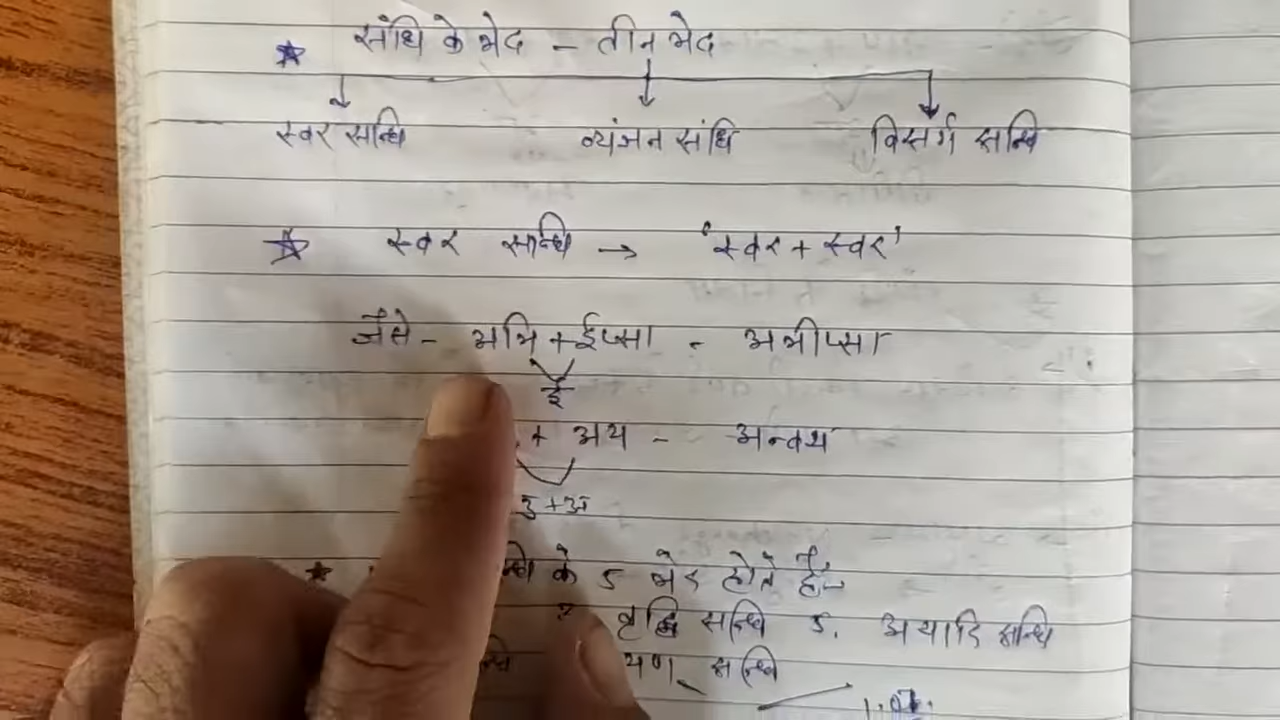 ★ संधि के भेद - तीन भेद
स्वर सन्धि व्यंजन संधि विसर्ग सन्धि
★ स्वर सन्धि → 'स्वर + स्वर'
जैसे - अभि + ईप्सा - अभीप्सा
ई
+ अय - अन्वय
उ + अ
★ के 5 भेद होते हैं-
वृद्धि सन्धि 5. अयादि सन्धि
यण सन्धि